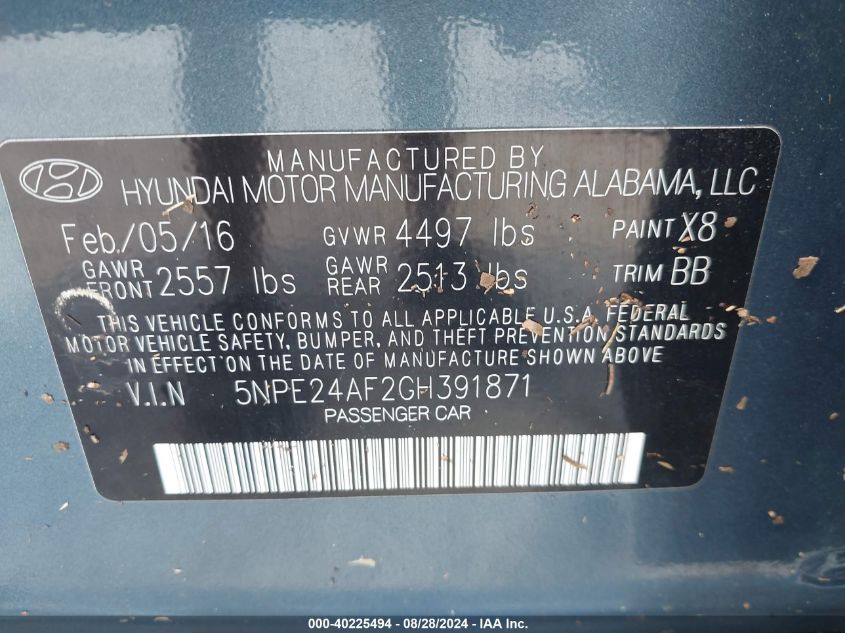 MANUFACTURED BY
HYUNDAI MOTOR MANUFACTURING ALABAMA, LLC
Feb./05/16 GVWR 4497 lbs PAINT X8
GAWR FRONT 2557 lbs GAWR REAR 2513 lbs TRIM BB
THIS VEHICLE CONFORMS TO ALL APPLICABLE U.S.A. FEDERAL
MOTOR VEHICLE SAFETY, BUMPER, AND THEFT PREVENTION STANDARDS
IN EFFECT ON THE DATE OF MANUFACTURE SHOWN ABOVE.
V.I.N 5NPE24AF2GH391871
PASSENGER CAR
000-40225494 - 08/28/2024 - IAA Inc.